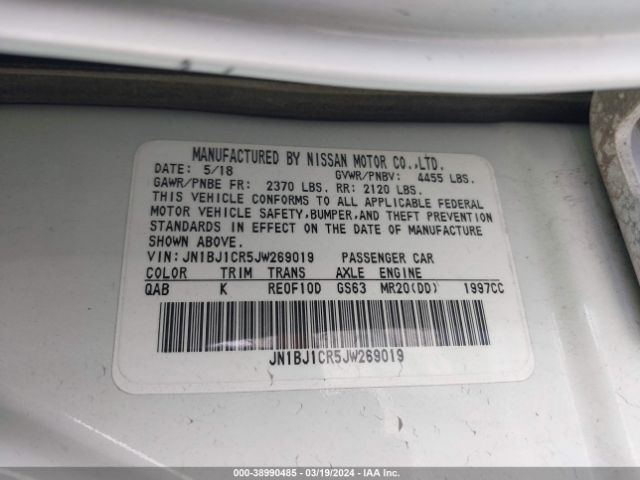 MANUFACTURED BY NISSAN MOTOR CO.,LTD.
DATE: 5/18 GVWR/PNBV: 4455 LBS.
GAWR/PNBE FR: 2370 LBS. RR: 2120 LBS.
THIS VEHICLE CONFORMS TO ALL APPLICABLE FEDERAL
MOTOR VEHICLE SAFETY, BUMPER, AND THEFT PREVENTION
STANDARDS IN EFFECT ON THE DATE OF MANUFACTURE
SHOWN ABOVE.
VIN: JN1BJ1CR5JW269019 PASSENGER CAR
COLOR TRIM TRANS AXLE ENGINE
QAB K RE0F10D GS63 MR20(DD) 1997CC
JN1BJ1CR5JW269019
000-38990485 - 03/19/2024 - IAA Inc.